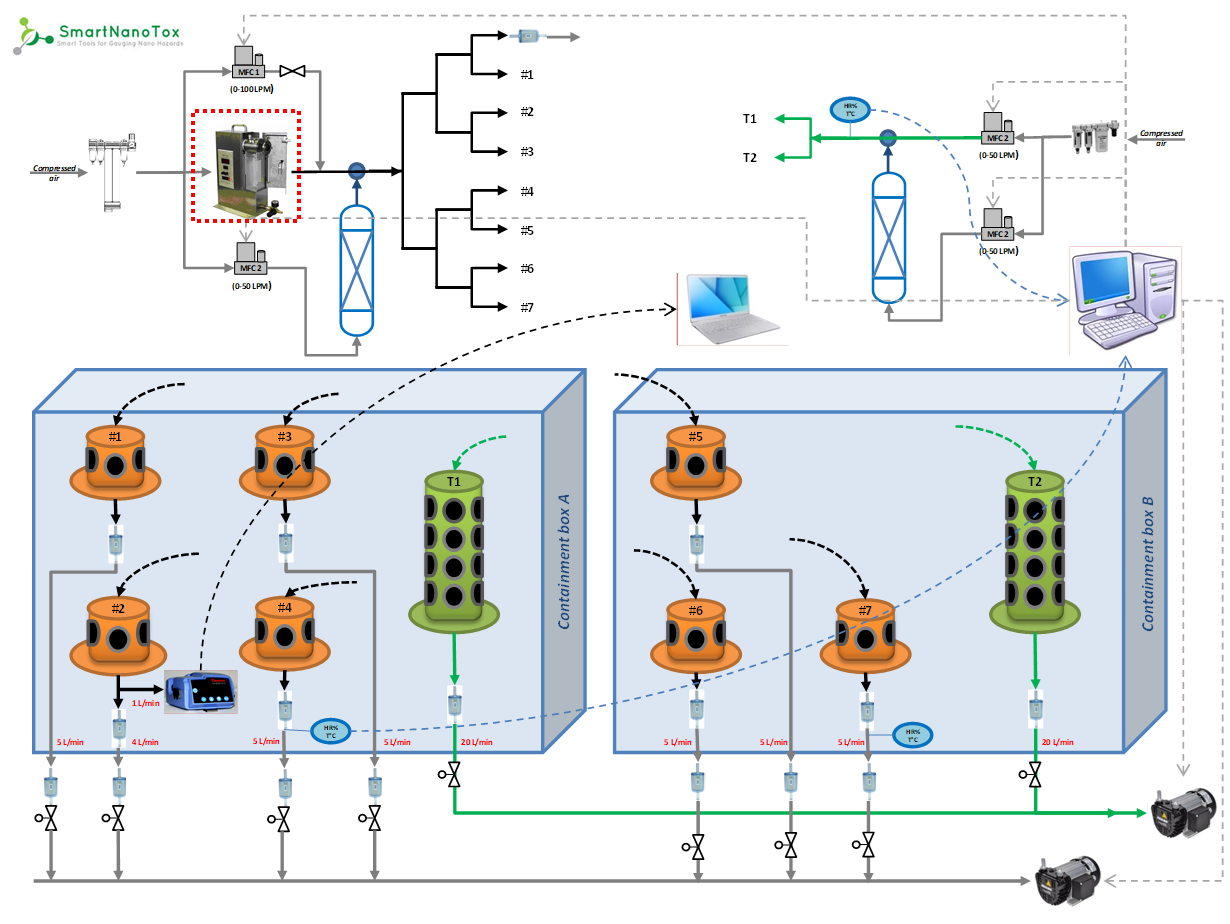 SmartNanoTox
Smart Tools for Gauging Nano Hazards
MFC 1
(0-100LPM)
#1
#2
#3
#4
#5
#6
#7
Compressed
air
MFC 2
(0-50 LPM)
T1
T2
HR%
T°C
MFC 2
(0-50 LPM)
Compressed
air
MFC 2
(0-50 LPM)
#1
#3
T1
#2
#4
Containment box A
1 L/min
HR%
T°C
5 L/min
4 L/min
5 L/min
5 L/min
20 L/min
#5
T2
#6
#7
Containment box B
HR%
T°C
5 L/min
5 L/min
5 L/min
20 L/min